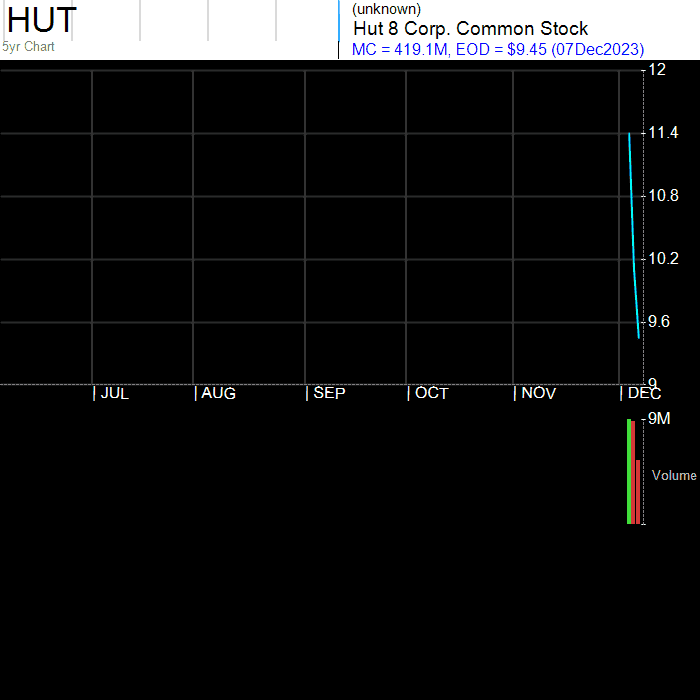 HUT
5yr Chart
(unknown)
Hut 8 Corp. Common Stock
MC = 419.1M, EOD = $9.45 (07Dec2023)
12
11.4
10.8
10.2
9.6
9
| JUL | AUG | SEP | OCT | NOV | DEC
9M
Volume